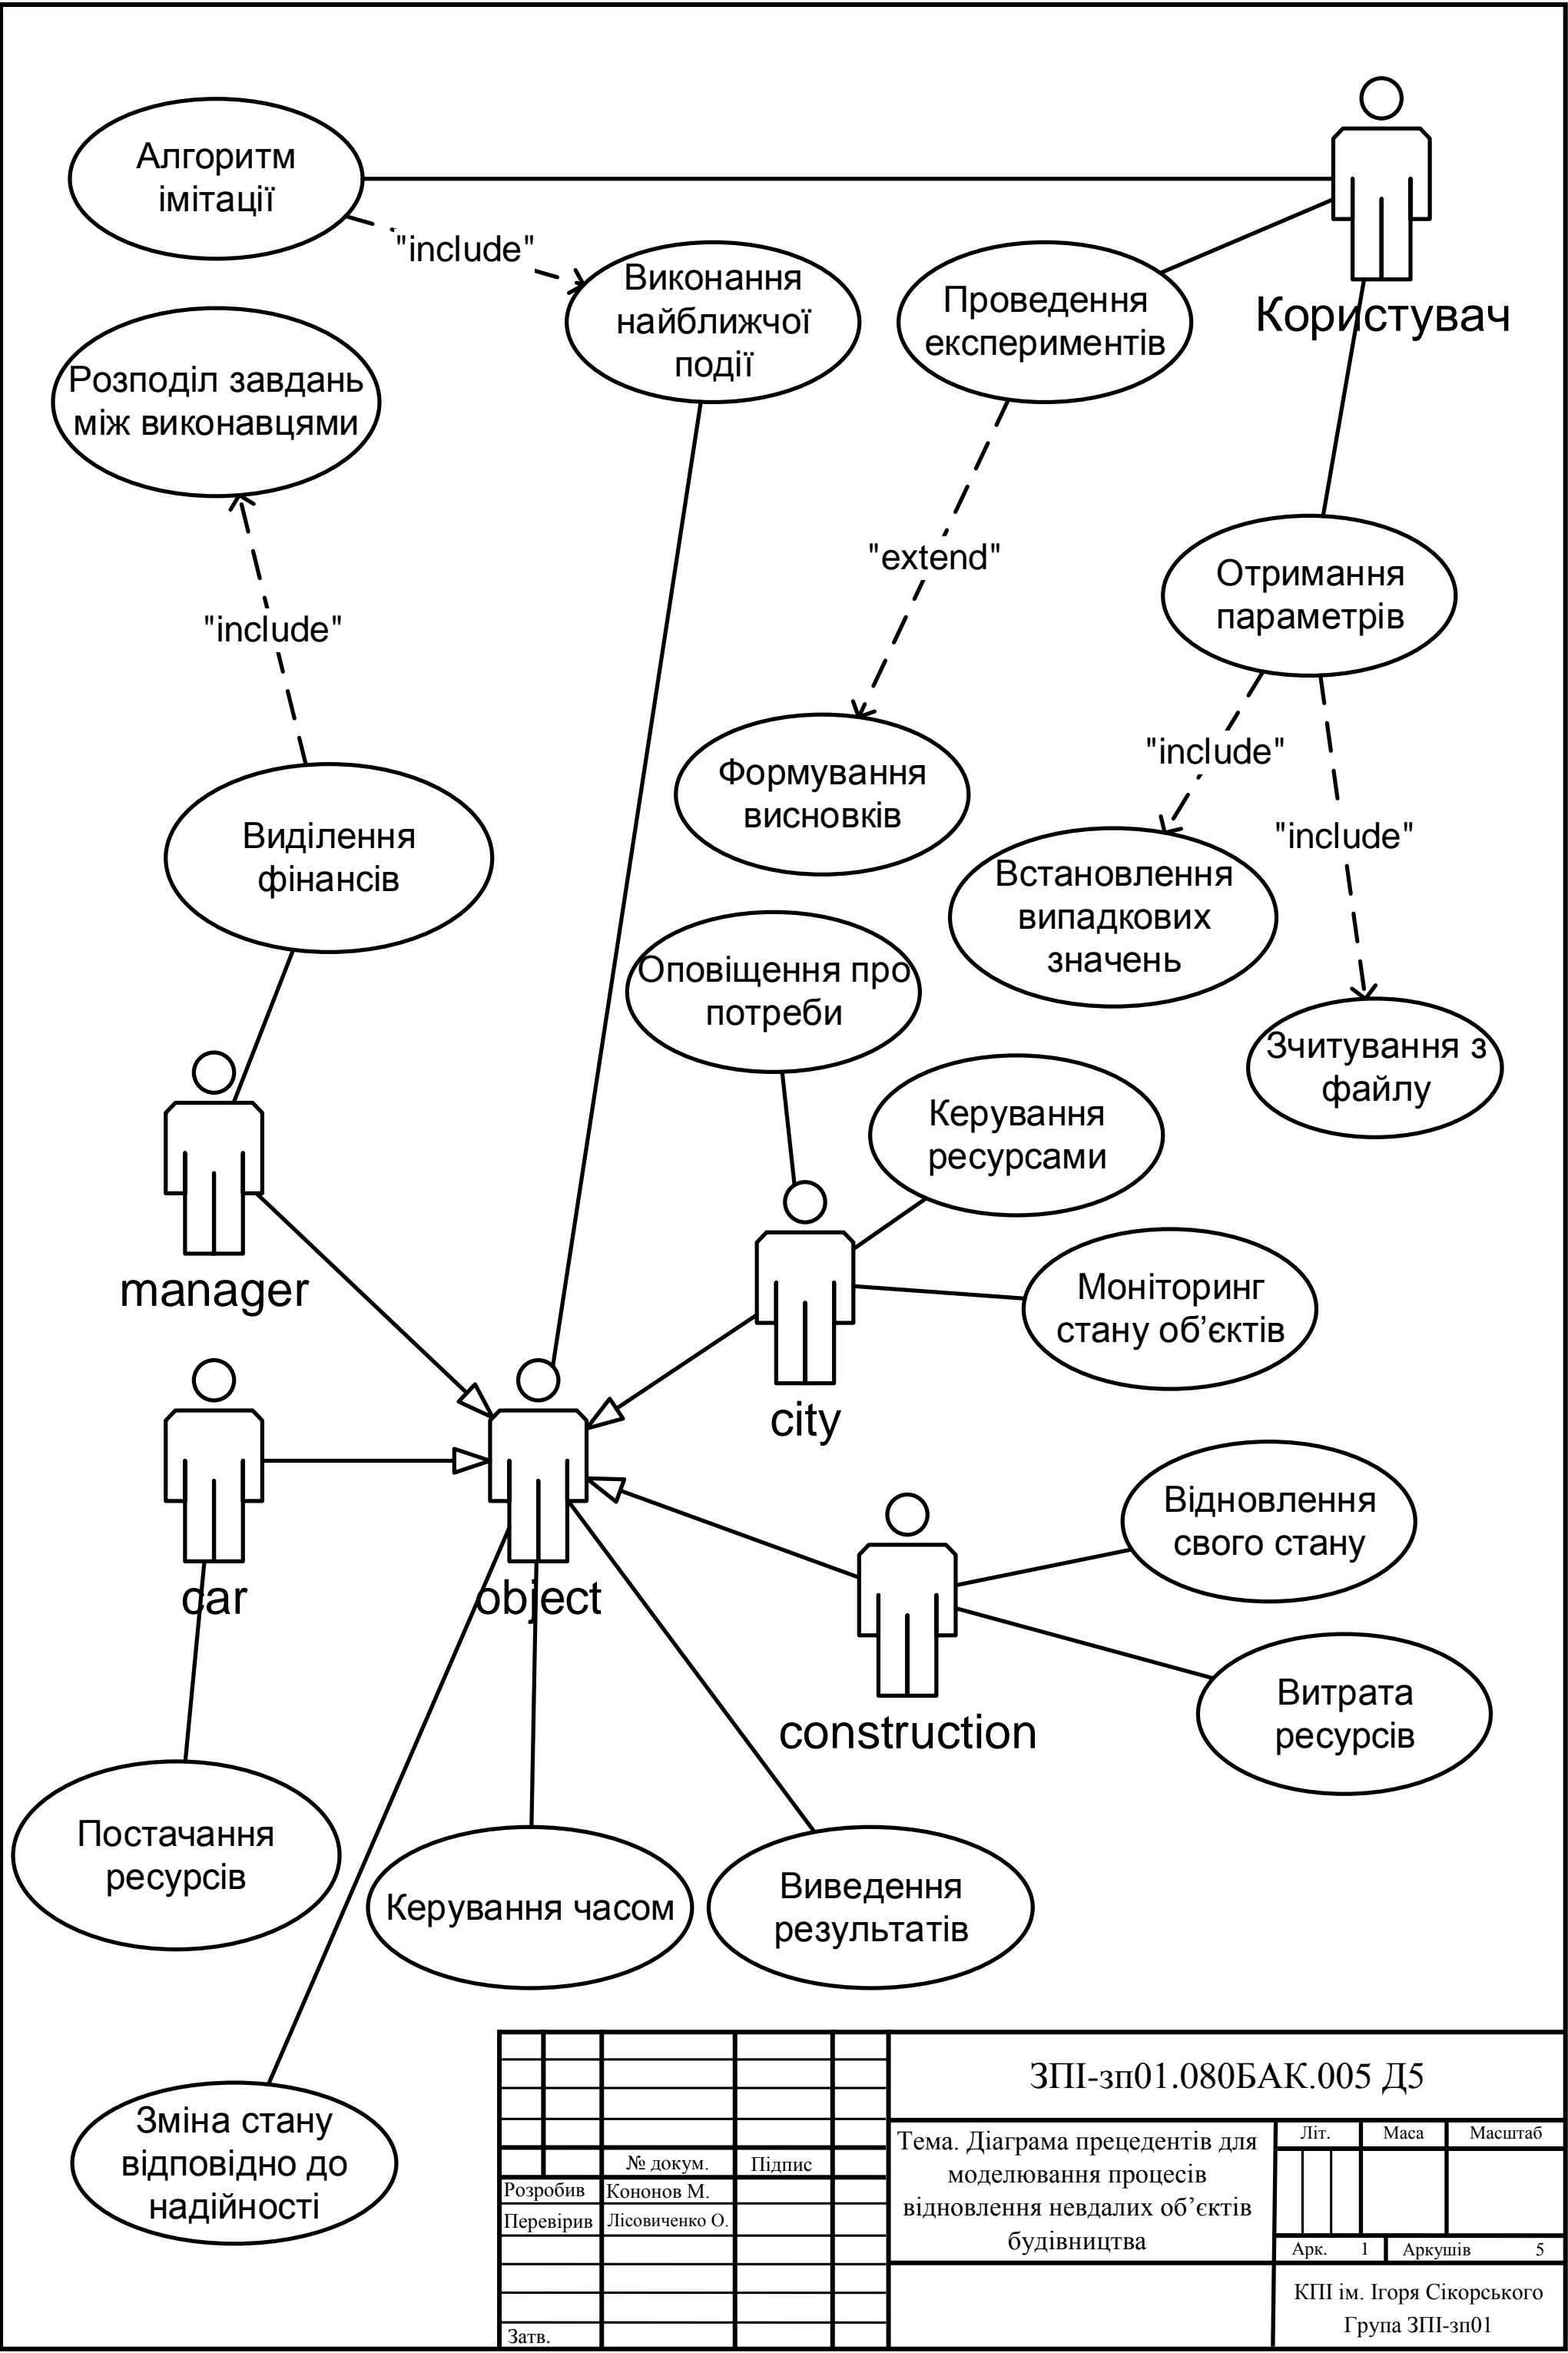 Алгоритм
імітації
"include"
Виконання
найближчої
події
Проведення
експериментів
Користувач
Розподіл завдань
між виконавцями
"include"
"extend"
Отримання
параметрів
"include"
"include"
Формування
висновків
Виділення
фінансів
Встановлення
випадкових
значень
Оповіщення про
потреби
Зчитування з
файлу
Керування
ресурсами
manager
Моніторинг
стану об’єктів
city
car
object
Відновлення
свого стану
construction
Витрата
ресурсів
Постачання
ресурсів
Керування часом
Виведення
результатів
Зміна стану
відповідно до
надійності
ЗПІ-зп01.080БАК.005 Д5
№ докум.
Підпис
Розробив
Кононов М.
Перевірив
Лісовиченко О.
Затв.
Тема. Діаграма прецедентів для
моделювання процесів
відновлення невдалих об’єктів
будівництва
Літ.
Маса
Масштаб
Арк. 1
Аркушів 5
КПІ ім. Ігоря Сікорського
Група ЗПІ-зп01